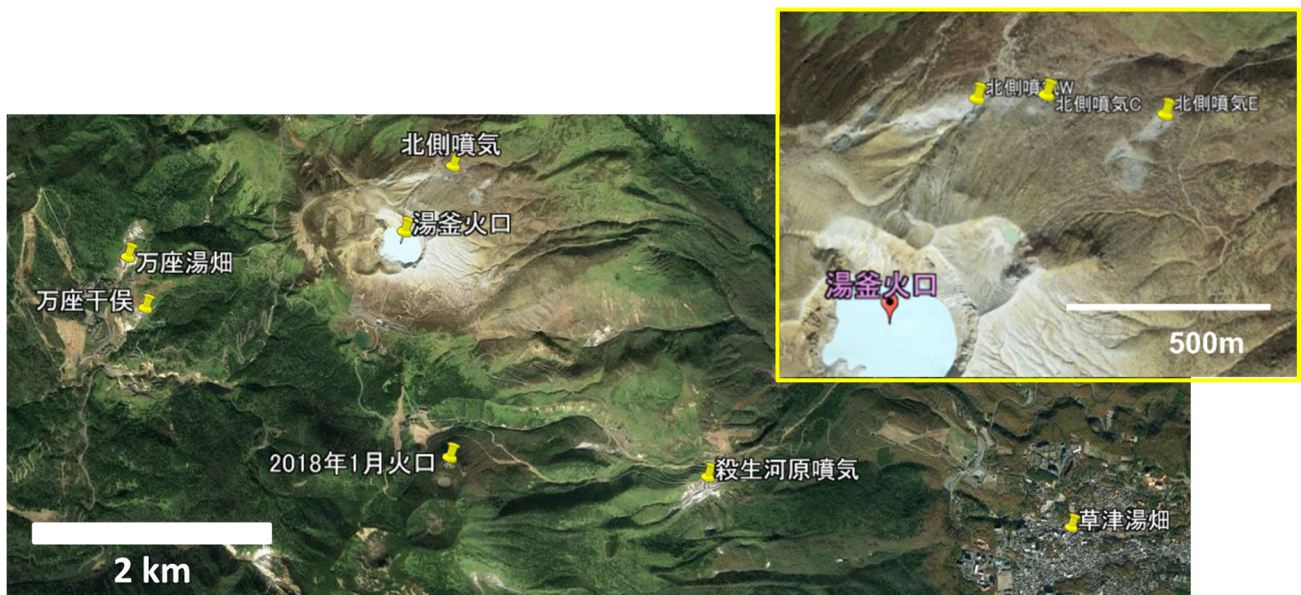 北側噴気
湯釜火口
万座湯畑
万座干俣
2018年1月火口
殺生河原噴気
草津湯畑
2 km
北側噴気W
北側噴気C
北側噴気E
湯釜火口
500m